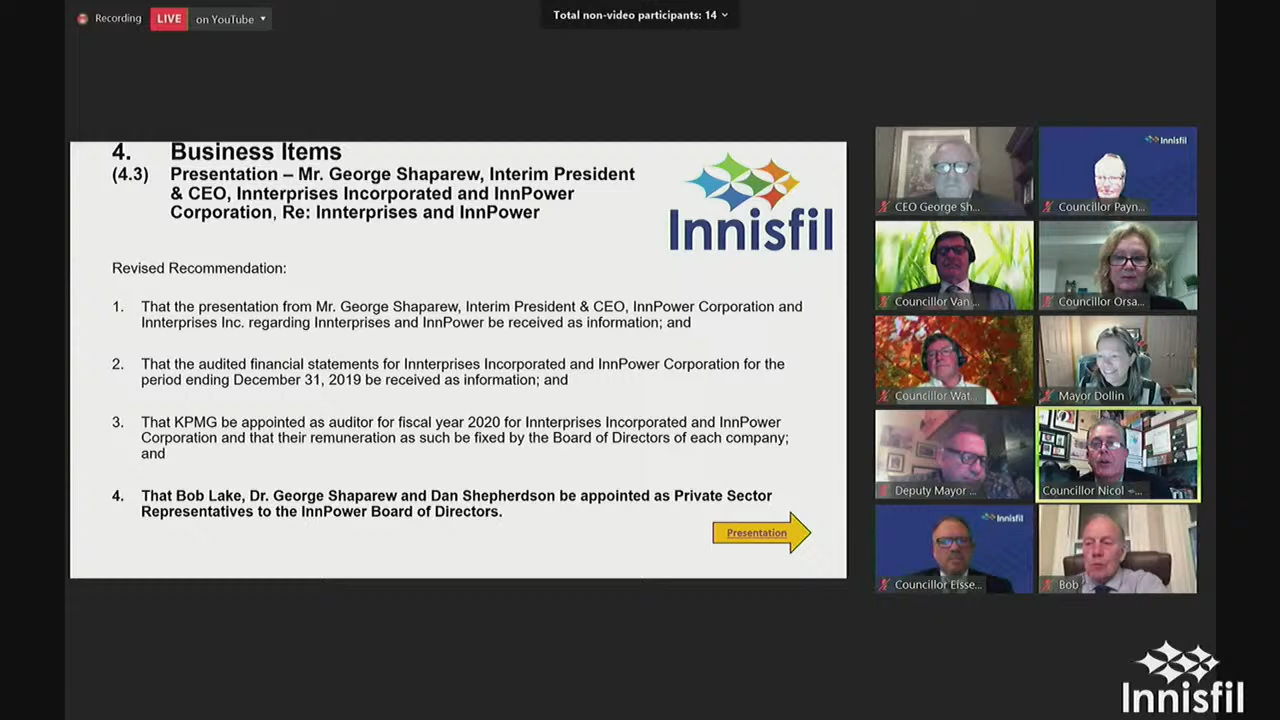 Recording
LIVE
on YouTube
Total non-video participants: 14
4. Business Items
(4.3) Presentation – Mr. George Shaparew, Interim President
& CEO, Innterprises Incorporated and InnPower
Corporation, Re: Innterprises and InnPower
Innisfil
Revised Recommendation:
1. That the presentation from Mr. George Shaparew, Interim President & CEO, InnPower Corporation and
Innterprises Inc. regarding Innterprises and InnPower be received as information; and
2. That the audited financial statements for Innterprises Incorporated and InnPower Corporation for the
period ending December 31, 2019 be received as information; and
3. That KPMG be appointed as auditor for fiscal year 2020 for Innterprises Incorporated and InnPower
Corporation and that their remuneration as such be fixed by the Board of Directors of each company;
and
4. That Bob Lake, Dr. George Shaparew and Dan Shepherdson be appointed as Private Sector
Representatives to the InnPower Board of Directors.
Presentation
CEO George Sh...
Innisfil
Councillor Payn...
Councillor Van ...
Councillor Orsa...
Councillor Wat...
Mayor Dollin
Deputy Mayor ...
Councillor Nicol –...
Innisfil
Councillor Eisse...
Bob
Innisfil